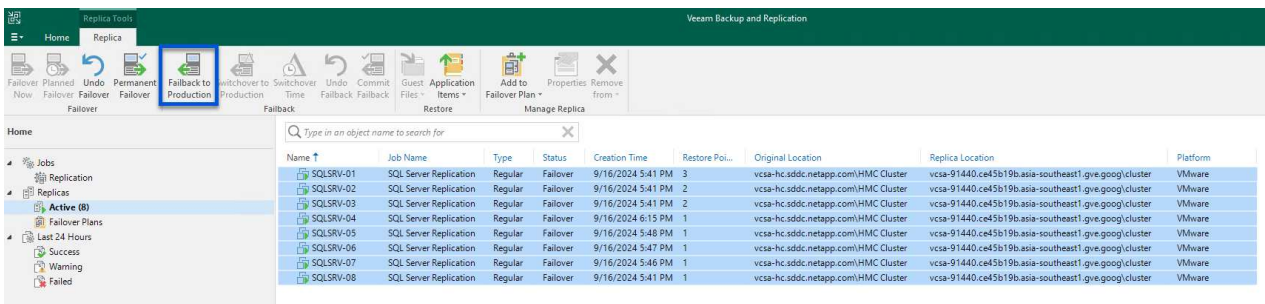 Replica Tools
Veeam Backup and Replication
Home Replica
Failover Now
Planned Failover
Undo Failover
Permanent Failover
Failback to Production
Switchover to Production
Switchover Time
Undo Failback
Commit Failback
Guest Files
Application Items
Add to Failover Plan
Properties
Remove from
Failover
Failback
Restore
Manage Replica
Home
Type in an object name to search for
Jobs
Replication
Replicas
Active (8)
Failover Plans
Last 24 Hours
Success
Warning
Failed
Name Job Name Type Status Creation Time Restore Poi... Original Location Replica Location Platform
SQLSRV-01 SQL Server Replication Regular Failover 9/16/2024 5:41 PM 3 vcsa-hc.sddc.netapp.com\HMC Cluster vcsa-91440.ce45b19b.asia-southeast1.gve.goog\cluster VMware
SQLSRV-02 SQL Server Replication Regular Failover 9/16/2024 5:41 PM 2 vcsa-hc.sddc.netapp.com\HMC Cluster vcsa-91440.ce45b19b.asia-southeast1.gve.goog\cluster VMware
SQLSRV-03 SQL Server Replication Regular Failover 9/16/2024 5:41 PM 2 vcsa-hc.sddc.netapp.com\HMC Cluster vcsa-91440.ce45b19b.asia-southeast1.gve.goog\cluster VMware
SQLSRV-04 SQL Server Replication Regular Failover 9/16/2024 6:15 PM 1 vcsa-hc.sddc.netapp.com\HMC Cluster vcsa-91440.ce45b19b.asia-southeast1.gve.goog\cluster VMware
SQLSRV-05 SQL Server Replication Regular Failover 9/16/2024 5:48 PM 1 vcsa-hc.sddc.netapp.com\HMC Cluster vcsa-91440.ce45b19b.asia-southeast1.gve.goog\cluster VMware
SQLSRV-06 SQL Server Replication Regular Failover 9/16/2024 5:47 PM 1 vcsa-hc.sddc.netapp.com\HMC Cluster vcsa-91440.ce45b19b.asia-southeast1.gve.goog\cluster VMware
SQLSRV-07 SQL Server Replication Regular Failover 9/16/2024 5:46 PM 1 vcsa-hc.sddc.netapp.com\HMC Cluster vcsa-91440.ce45b19b.asia-southeast1.gve.goog\cluster VMware
SQLSRV-08 SQL Server Replication Regular Failover 9/16/2024 5:41 PM 1 vcsa-hc.sddc.netapp.com\HMC Cluster vcsa-91440.ce45b19b.asia-southeast1.gve.goog\cluster VMware